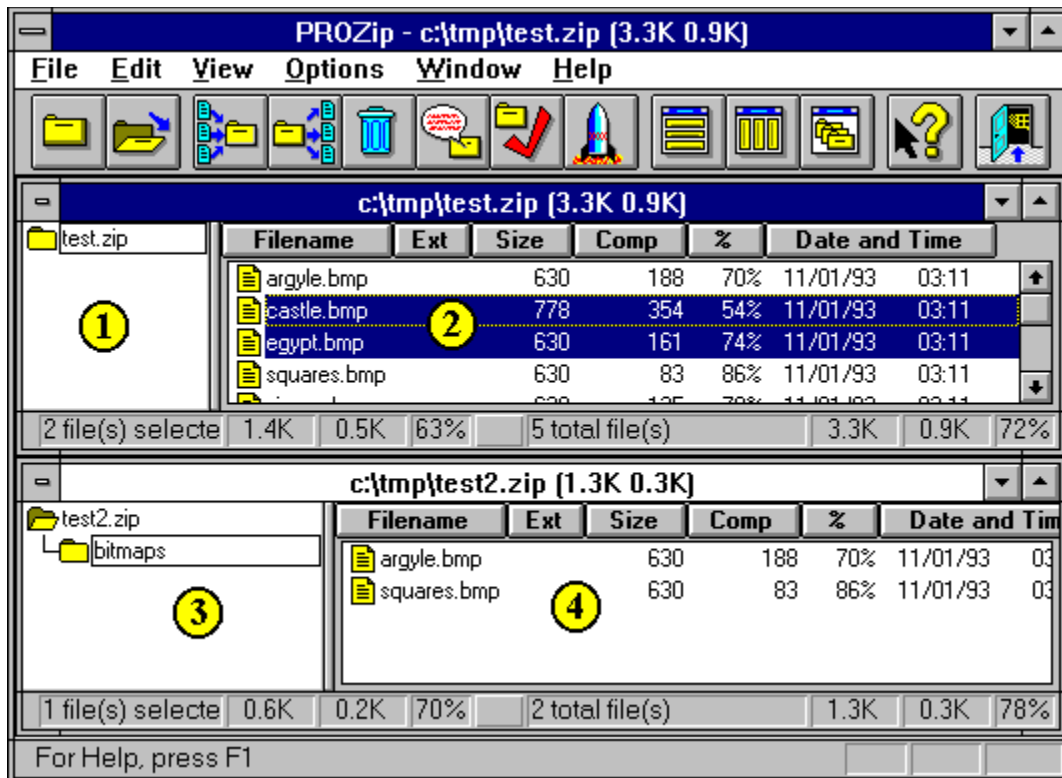 PROZip - c:\tmp\test.zip (3.3K 0.9K)
File Edit View Options Window Help
c:\tmp\test.zip (3.3K 0.9K)
test.zip Filename Ext Size Comp % Date and Time
argyle.bmp 630 188 70% 11/01/93 03:11
castle.bmp 778 354 54% 11/01/93 03:11
egypt.bmp 630 161 74% 11/01/93 03:11
squares.bmp 630 83 86% 11/01/93 03:11
1
2
2 file(s) selecte 1.4K 0.5K 63% 5 total file(s) 3.3K 0.9K 72%
c:\tmp\test2.zip (1.3K 0.3K)
test2.zip Filename Ext Size Comp % Date and Tim
bitmaps argyle.bmp 630 188 70% 11/01/93 03
squares.bmp 630 83 86% 11/01/93 03
3
4
1 file(s) selecte 0.6K 0.2K 70% 2 total file(s) 1.3K 0.3K 78%
For Help, press F1